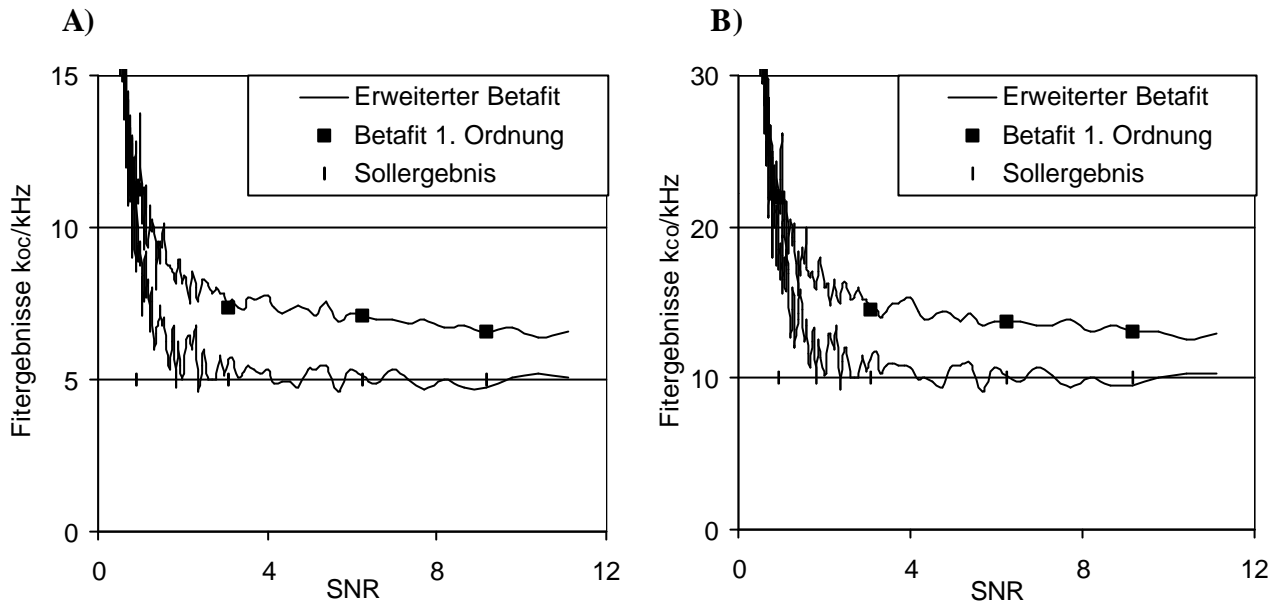 A)
15
10
5
0
Fitergebnisse koc/kHz
Erweiterter Betafit
Betafit 1. Ordnung
Sollergebnis
0 4 8 12
SNR
B)
30
20
10
0
Fitergebnisse kco/kHz
Erweiterter Betafit
Betafit 1. Ordnung
Sollergebnis
0 4 8 12
SNR